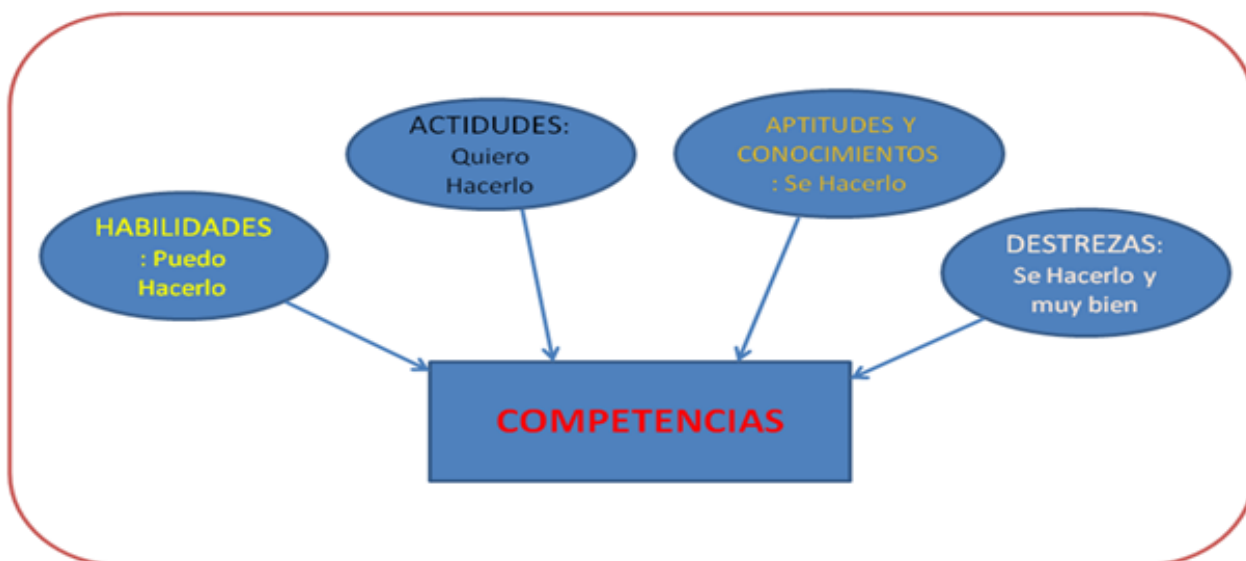 HABILIDADES
: Puedo
Hacerlo
ACTIDUDES:
Quiero
Hacerlo
APTITUDES Y
CONOCIMIENTOS
: Se Hacerlo
DESTREZAS:
Se Hacerlo y
muy bien
COMPETENCIAS